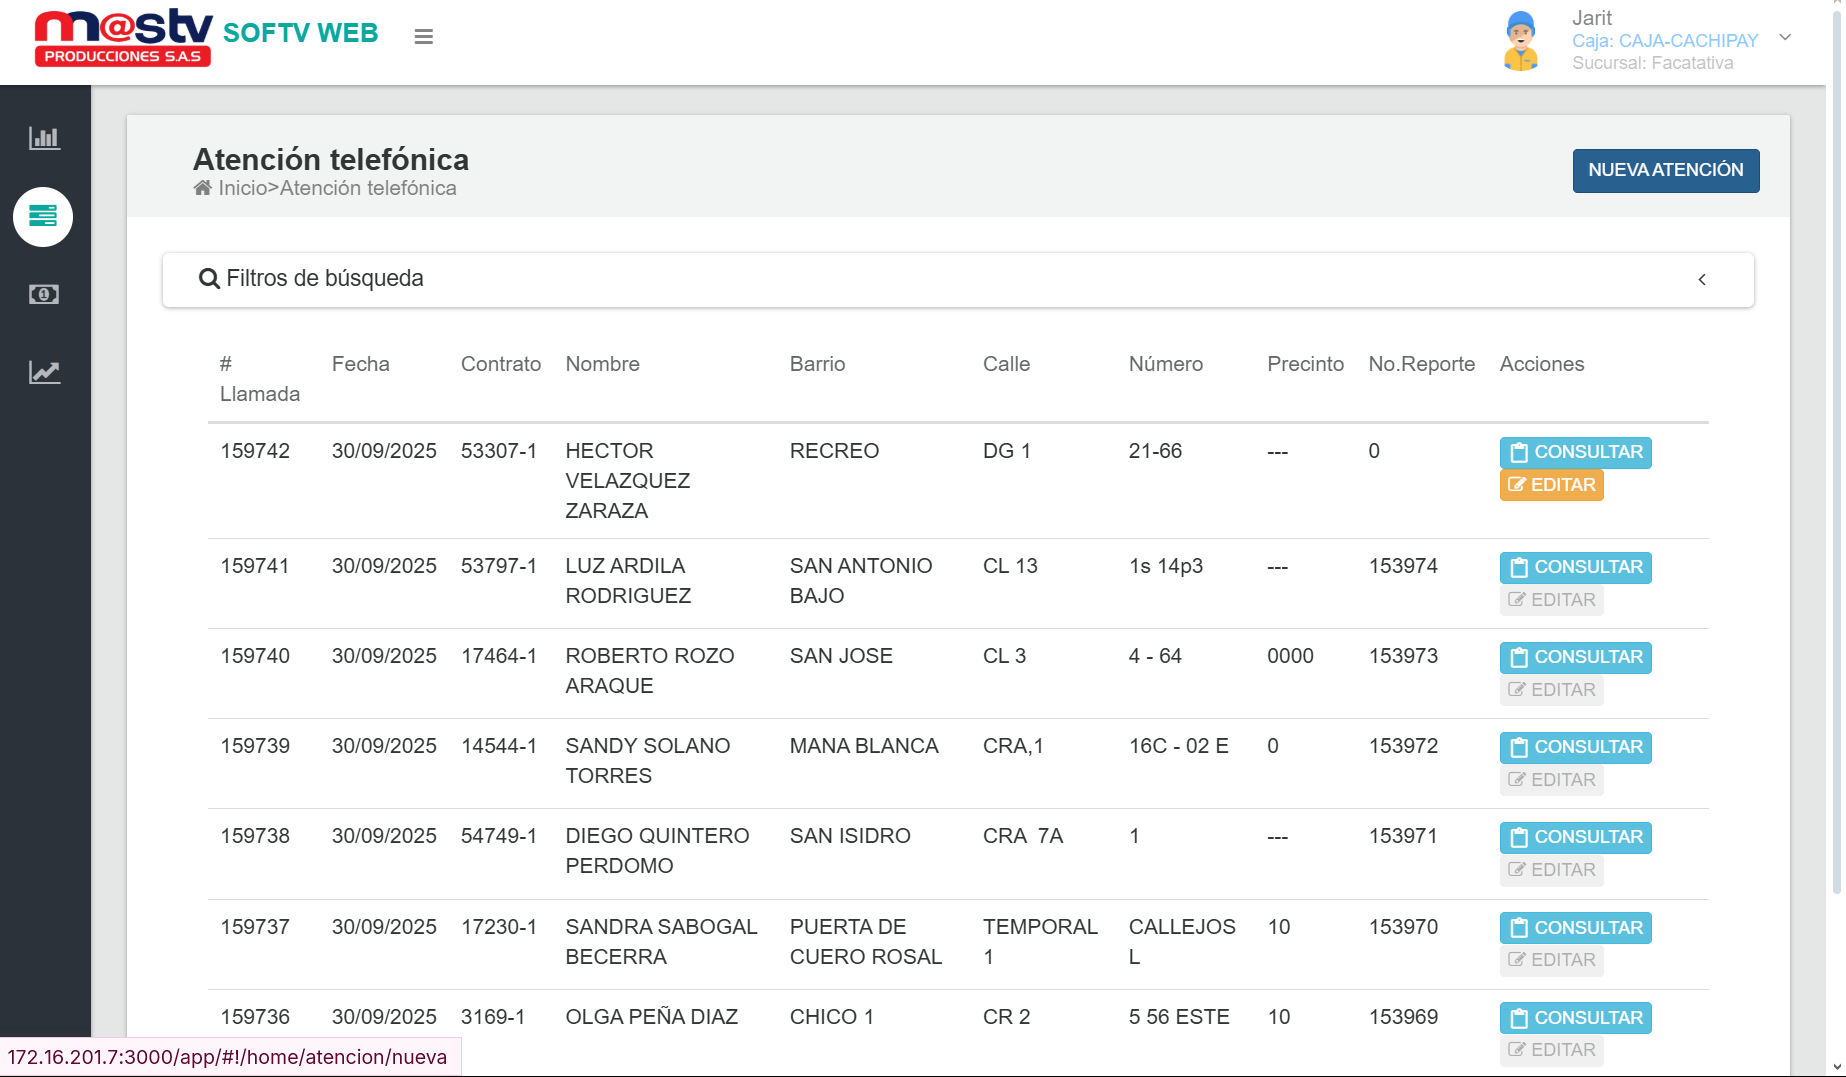 m@stv
PRODUCCIONES S.A.S
SOFTV WEB
Jarit
Caja: CAJA-CACHIPAY
Sucursal: Facatativa
Atención telefónica
Inicio>Atención telefónica
NUEVA ATENCIÓN
Filtros de búsqueda
# Llamada Fecha Contrato Nombre Barrio Calle Número Precinto No.Reporte Acciones
159742 30/09/2025 53307-1 HECTOR VELAZQUEZ ZARAZA RECREO DG 1 21-66 --- 0 CONSULTAR EDITAR
159741 30/09/2025 53797-1 LUZ ARDILA RODRIGUEZ SAN ANTONIO BAJO CL 13 1s 14p3 --- 153974 CONSULTAR EDITAR
159740 30/09/2025 17464-1 ROBERTO ROZO ARAQUE SAN JOSE CL 3 4 - 64 0000 153973 CONSULTAR EDITAR
159739 30/09/2025 14544-1 SANDY SOLANO TORRES MANA BLANCA CRA,1 16C - 02 E 0 153972 CONSULTAR EDITAR
159738 30/09/2025 54749-1 DIEGO QUINTERO PERDOMO SAN ISIDRO CRA 7A 1 --- 153971 CONSULTAR EDITAR
159737 30/09/2025 17230-1 SANDRA SABOGAL BECERRA PUERTA DE CUERO ROSAL TEMPORAL 1 CALLEJOS L 10 153970 CONSULTAR EDITAR
159736 30/09/2025 3169-1 OLGA PEÑA DIAZ CHICO 1 CR 2 5 56 ESTE 10 153969 CONSULTAR EDITAR
172.16.201.7:3000/app/#!/home/atencion/nueva